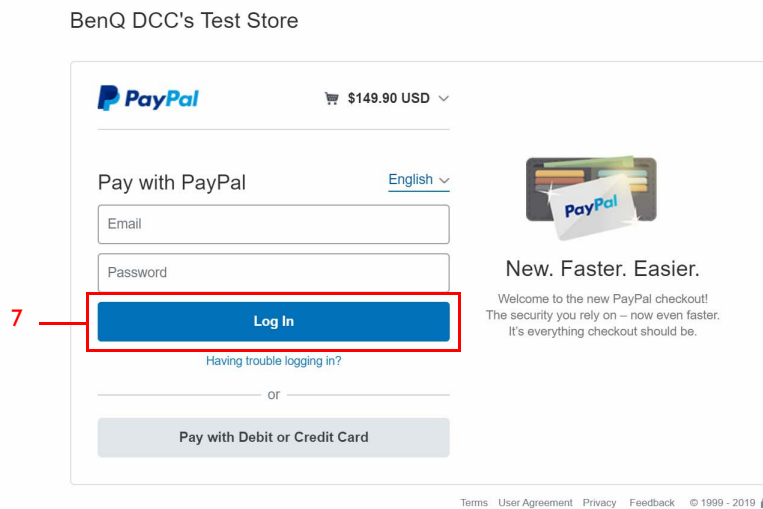 BenQ DCC's Test Store
PayPal
$149.90 USD
Pay with PayPal
English
Email
Password
7
Log In
Having trouble logging in?
or
Pay with Debit or Credit Card
PayPal
New. Faster. Easier.
Welcome to the new PayPal checkout!
The security you rely on – now even faster.
It's everything checkout should be.
Terms User Agreement Privacy Feedback © 1999 - 2019